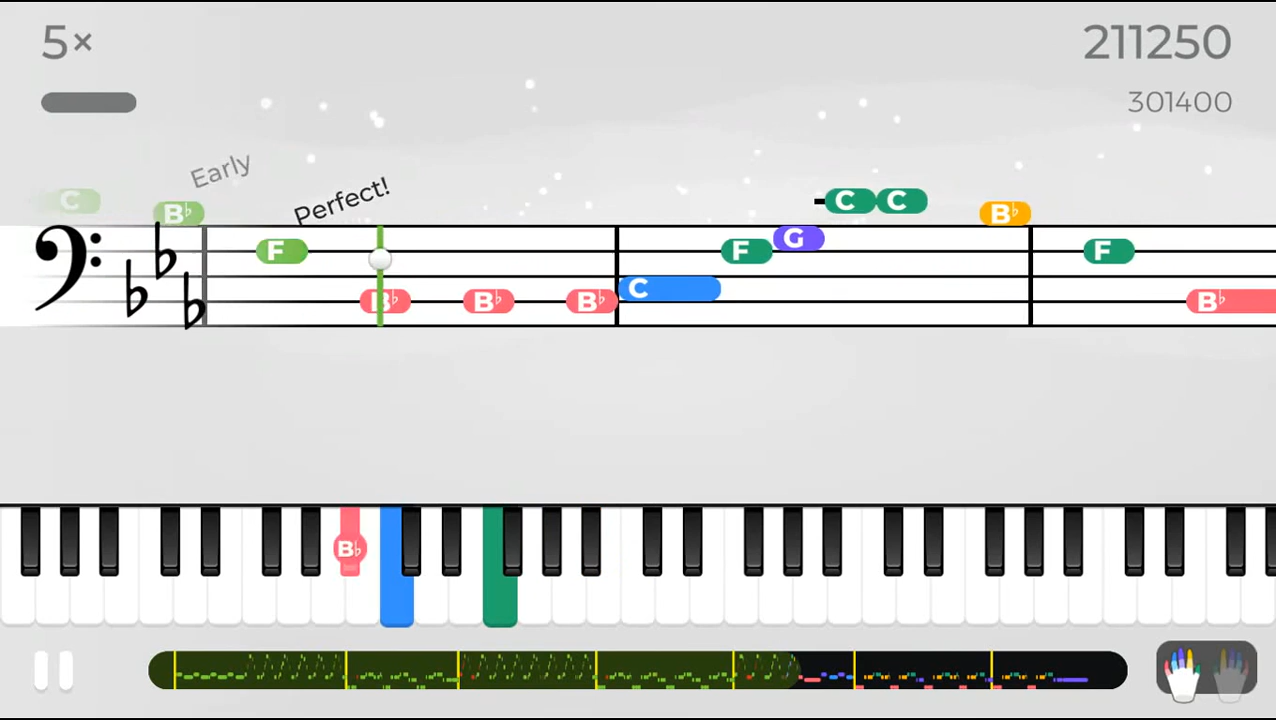 5×
211250
301400
Early
Perfect!
C B♭ F B♭ B♭ B♭ C F G C C B♭ F B♭
B♭